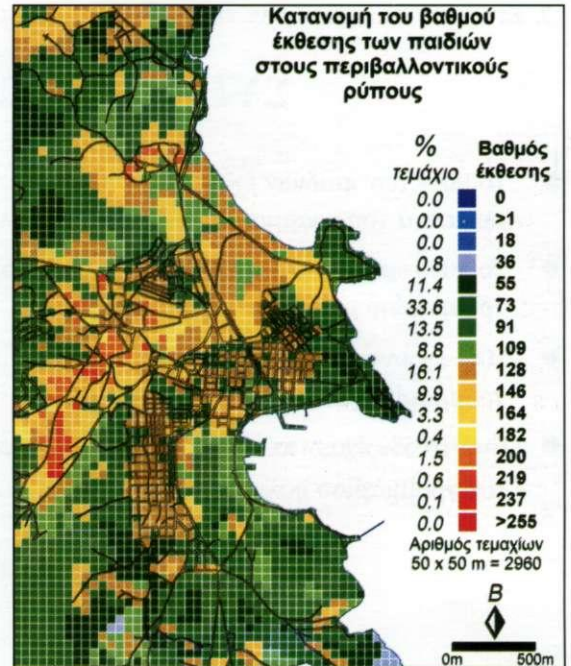 Κατανομή του βαθμού
έκθεσης των παιδιών
στους περιβαλλοντικούς
ρύπους
% Βαθμός
τεμάχιο έκθεσης
0.0 0
0.0 >1
0.0 18
0.8 36
11.4 55
33.6 73
13.5 91
8.8 109
16.1 128
9.9 146
3.3 164
0.4 182
1.5 200
0.6 219
0.1 237
0.0 >255
Αριθμός τεμαχίων
50 x 50 m = 2960
Β
0m 500m